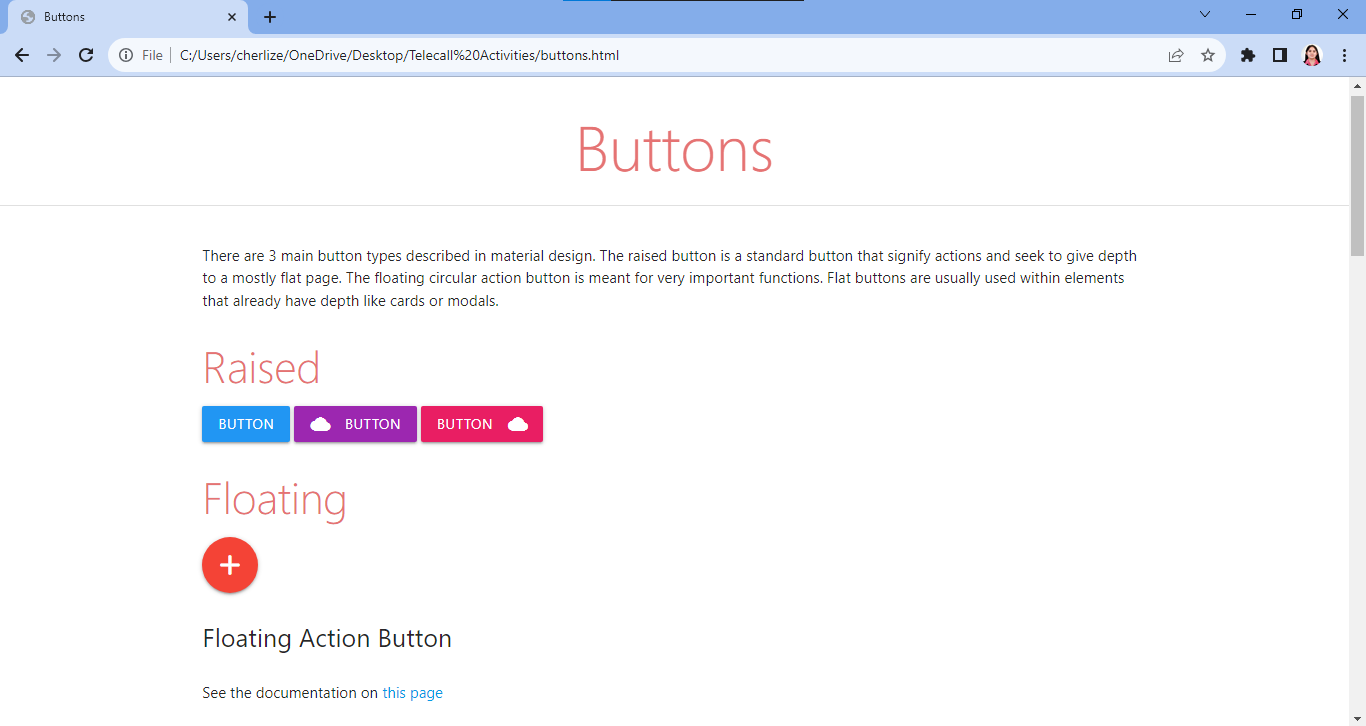 Buttons
File
C:/Users/cherlize/OneDrive/Desktop/Telecall%20Activities/buttons.html
Buttons
There are 3 main button types described in material design. The raised button is a standard button that signify actions and seek to give depth
to a mostly flat page. The floating circular action button is meant for very important functions. Flat buttons are usually used within elements
that already have depth like cards or modals.
Raised
BUTTON BUTTON BUTTON
Floating
Floating Action Button
See the documentation on this page